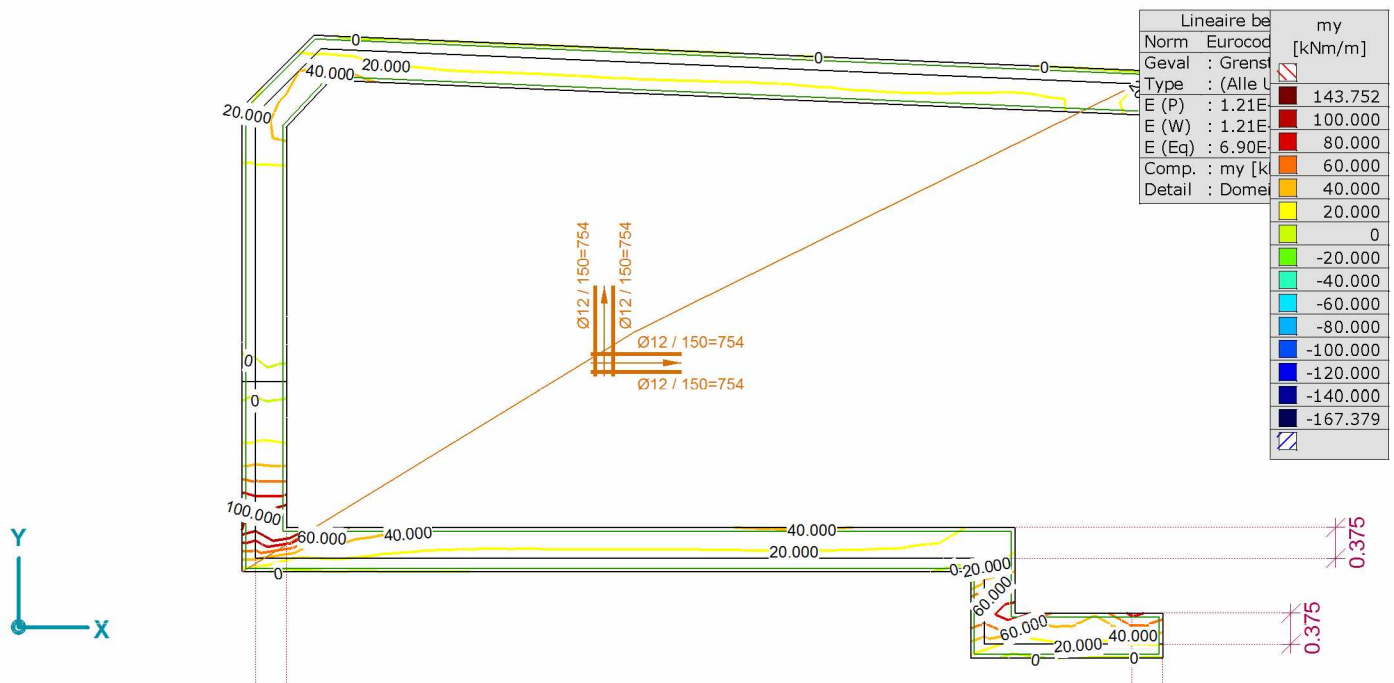 Lineaire be
Norm Eurocod
Geval : Grenst
Type : (Alle U
E (P) : 1.21E-
E (W) : 1.21E-
E (Eq) : 6.90E-
Comp. : my [k
Detail : Domei
my
[kNm/m]
143.752
100.000
80.000
60.000
40.000
20.000
0
-20.000
-40.000
-60.000
-80.000
-100.000
-120.000
-140.000
-167.379
0
0
0
20.000
40.000
20.000
Ø12 / 150=754
Ø12 / 150=754
Ø12 / 150=754
Ø12 / 150=754
0
0
100.000
60.000
40.000
40.000
20.000
0
0
-20.000
60.000
60.000
20.000
40.000
0
0
0.375
0.375
Y
X